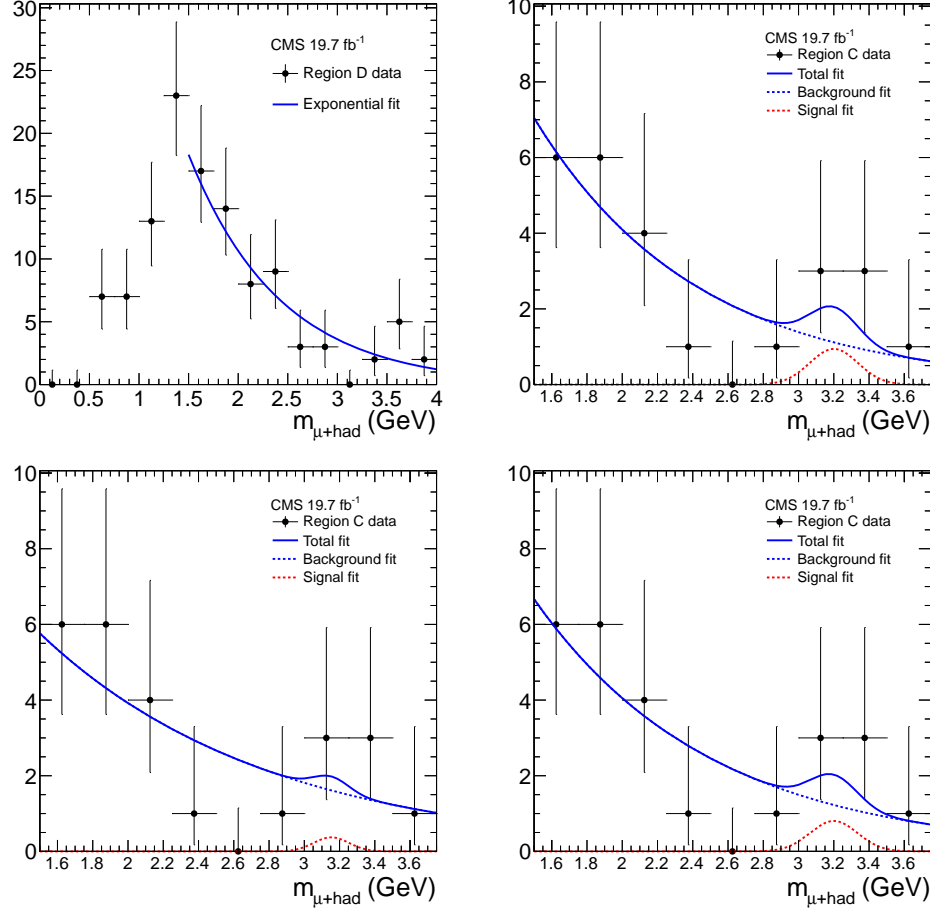 30
25
20
15
10
5
0
CMS 19.7 fb⁻¹
Region D data
Exponential fit
0 0.5 1 1.5 2 2.5 3 3.5 4
m_μ+had (GeV)
10
8
6
4
2
0
CMS 19.7 fb⁻¹
Region C data
Total fit
Background fit
Signal fit
1.6 1.8 2 2.2 2.4 2.6 2.8 3 3.2 3.4 3.6
m_μ+had (GeV)
10
8
6
4
2
0
CMS 19.7 fb⁻¹
Region C data
Total fit
Background fit
Signal fit
1.6 1.8 2 2.2 2.4 2.6 2.8 3 3.2 3.4 3.6
m_μ+had (GeV)
10
8
6
4
2
0
CMS 19.7 fb⁻¹
Region C data
Total fit
Background fit
Signal fit
1.6 1.8 2 2.2 2.4 2.6 2.8 3 3.2 3.4 3.6
m_μ+had (GeV)